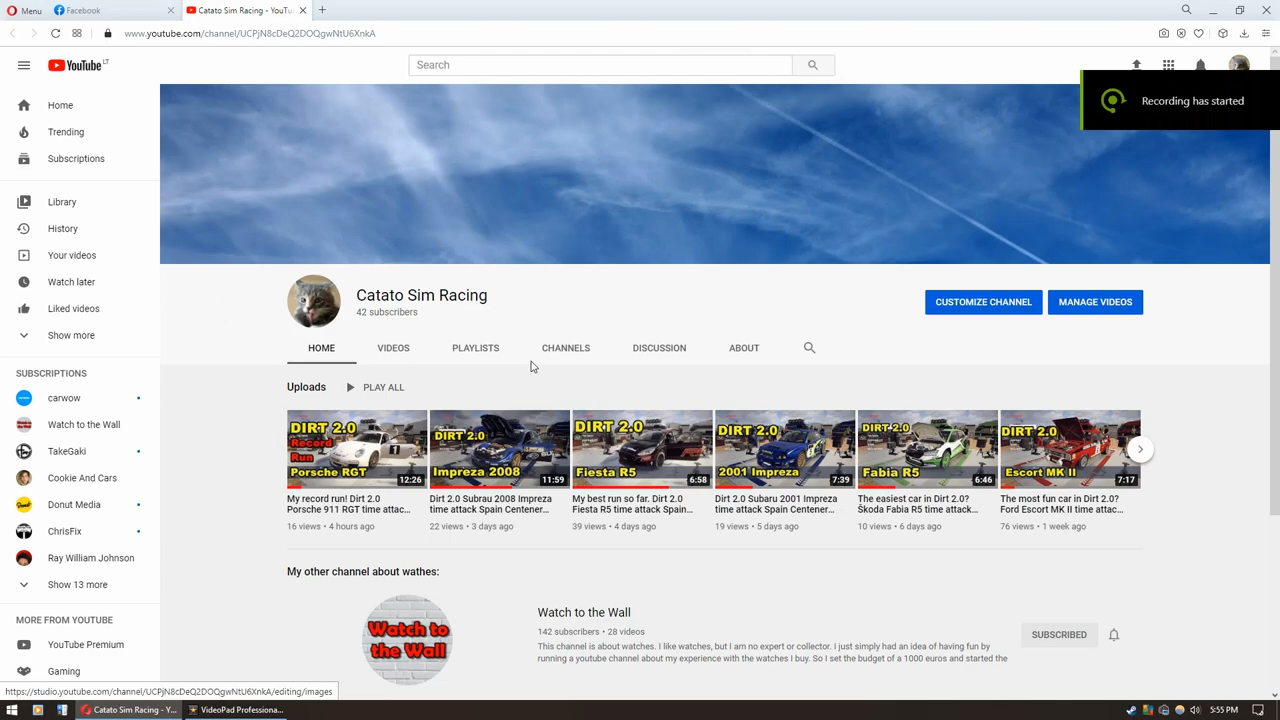 Menu
Facebook
Catato Sim Racing - YouTu
www.youtube.com/channel/UCPjN8cDeQ2DOQgwNtU6XnkA
YouTube LT
Search
Recording has started
Home
Trending
Subscriptions
Library
History
Your videos
Watch later
Liked videos
Show more
SUBSCRIPTIONS
carwow
Watch to the Wall
TakeGaki
Cookie And Cars
Donut Media
ChrisFix
Ray William Johnson
Show 13 more
MORE FROM YOUTUBE
YouTube Premium
Gaming
Catato Sim Racing
42 subscribers
CUSTOMIZE CHANNEL
MANAGE VIDEOS
HOME VIDEOS PLAYLISTS CHANNELS DISCUSSION ABOUT
Uploads PLAY ALL
DIRT 2.0
Record
Run
Porsche RGT
12:26
My record run! Dirt 2.0
Porsche 911 RGT time attac...
16 views • 4 hours ago
DIRT 2.0
Impreza 2008
11:59
Dirt 2.0 Subrau 2008 Impreza
time attack Spain Centener...
22 views • 3 days ago
DIRT 2.0
Fiesta R5
6:58
My best run so far. Dirt 2.0
Fiesta R5 time attack Spain...
39 views • 4 days ago
DIRT 2.0
2001 Impreza
7:39
Dirt 2.0 Subaru 2001 Impreza
time attack Spain Centener...
19 views • 5 days ago
DIRT 2.0
Fabia R5
6:46
The easiest car in Dirt 2.0?
Škoda Fabia R5 time attack...
10 views • 6 days ago
DIRT 2.0
Escort MK II
7:17
The most fun car in Dirt 2.0?
Ford Escort MK II time attac...
76 views • 1 week ago
My other channel about wathes:
Watch to
the Wall
Watch to the Wall
142 subscribers • 28 videos
This channel is about watches. I like watches, but I am no expert or collector. I just simply had an idea of having fun by
running a youtube channel about my experience with the watches I buy. So i set the budget of a 1000 euros and started the
SUBSCRIBED
https://studio.youtube.com/channel/UCPjN8cDeQ2DOQgwNtU6XnkA/editing/images
Catato Sim Racing - Y...
VideoPad Professiona...
5:55 PM